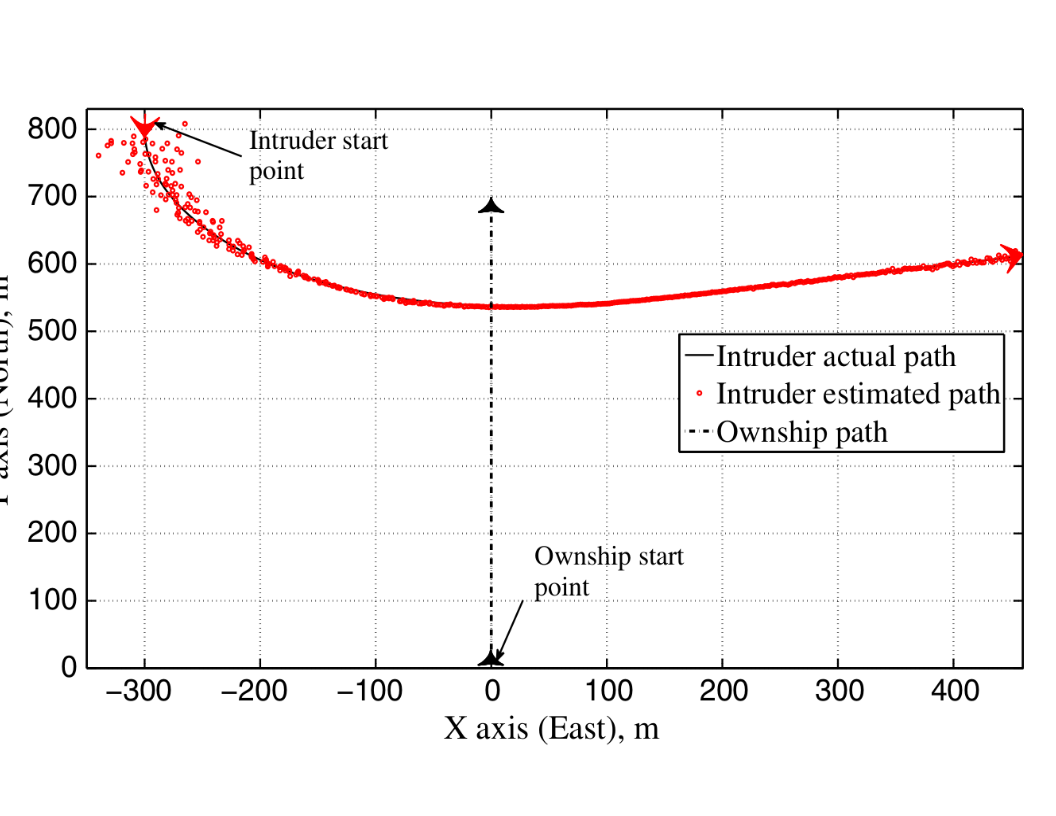 800
700
600
500
400
300
200
100
0
Intruder start
point
Intruder actual path
Intruder estimated path
Ownship path
Ownship start
point
−300 −200 −100 0 100 200 300 400
X axis (East), m